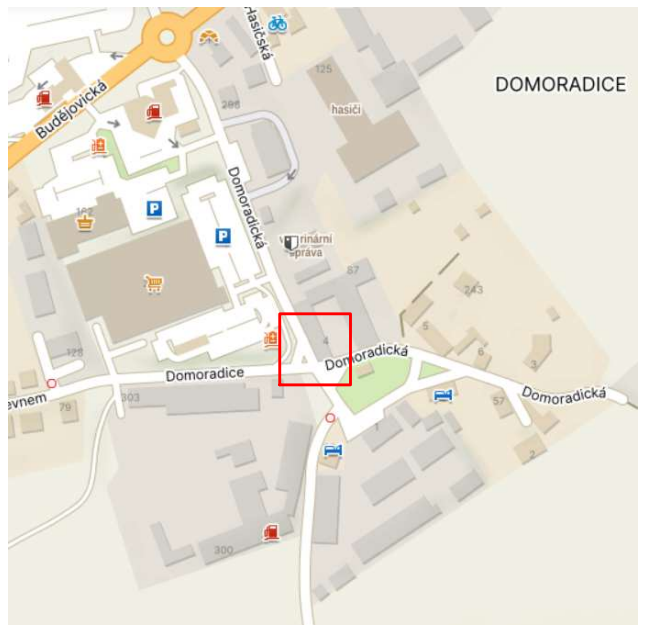 Hasičská
125
DOMORADICE
Budějovická
286
hasiči
Domoradická
P
P
rinární
správa
87
243
5
4
Domoradická
6
3
128
Domoradice
303
evnem
79
57
Domoradická
1
2
300